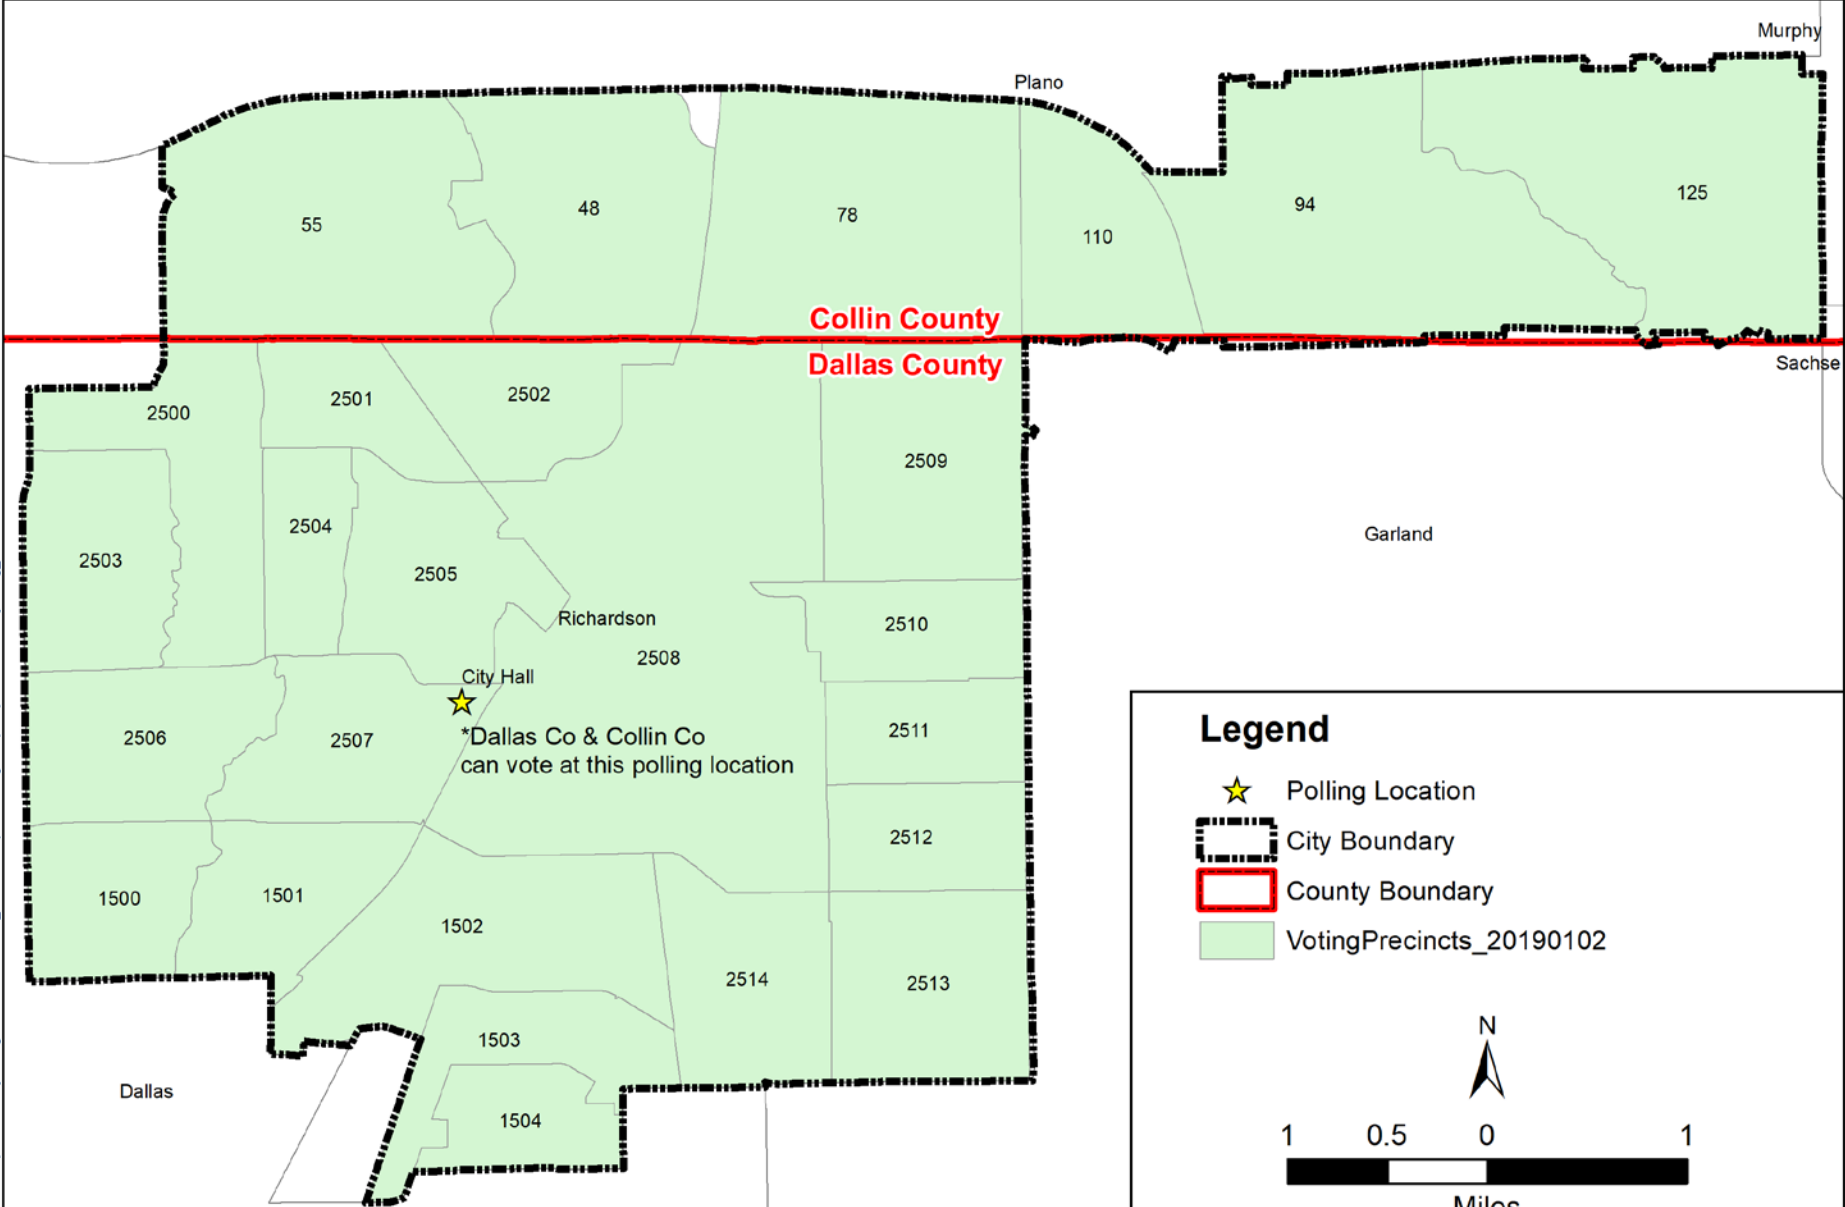 Murphy
Plano
125
94
48
78
55
110
Collin County
Dallas County
Sachse
2500
2501
2502
2509
2504
Garland
2503
2505
Richardson
2510
2508
City Hall
2506
2507
2511
*Dallas Co & Collin Co
can vote at this polling location
2512
1500
1501
1502
2514
2513
1503
Dallas
1504
Legend
Polling Location
City Boundary
County Boundary
VotingPrecincts_20190102
N
1 0.5 0 1
Miles